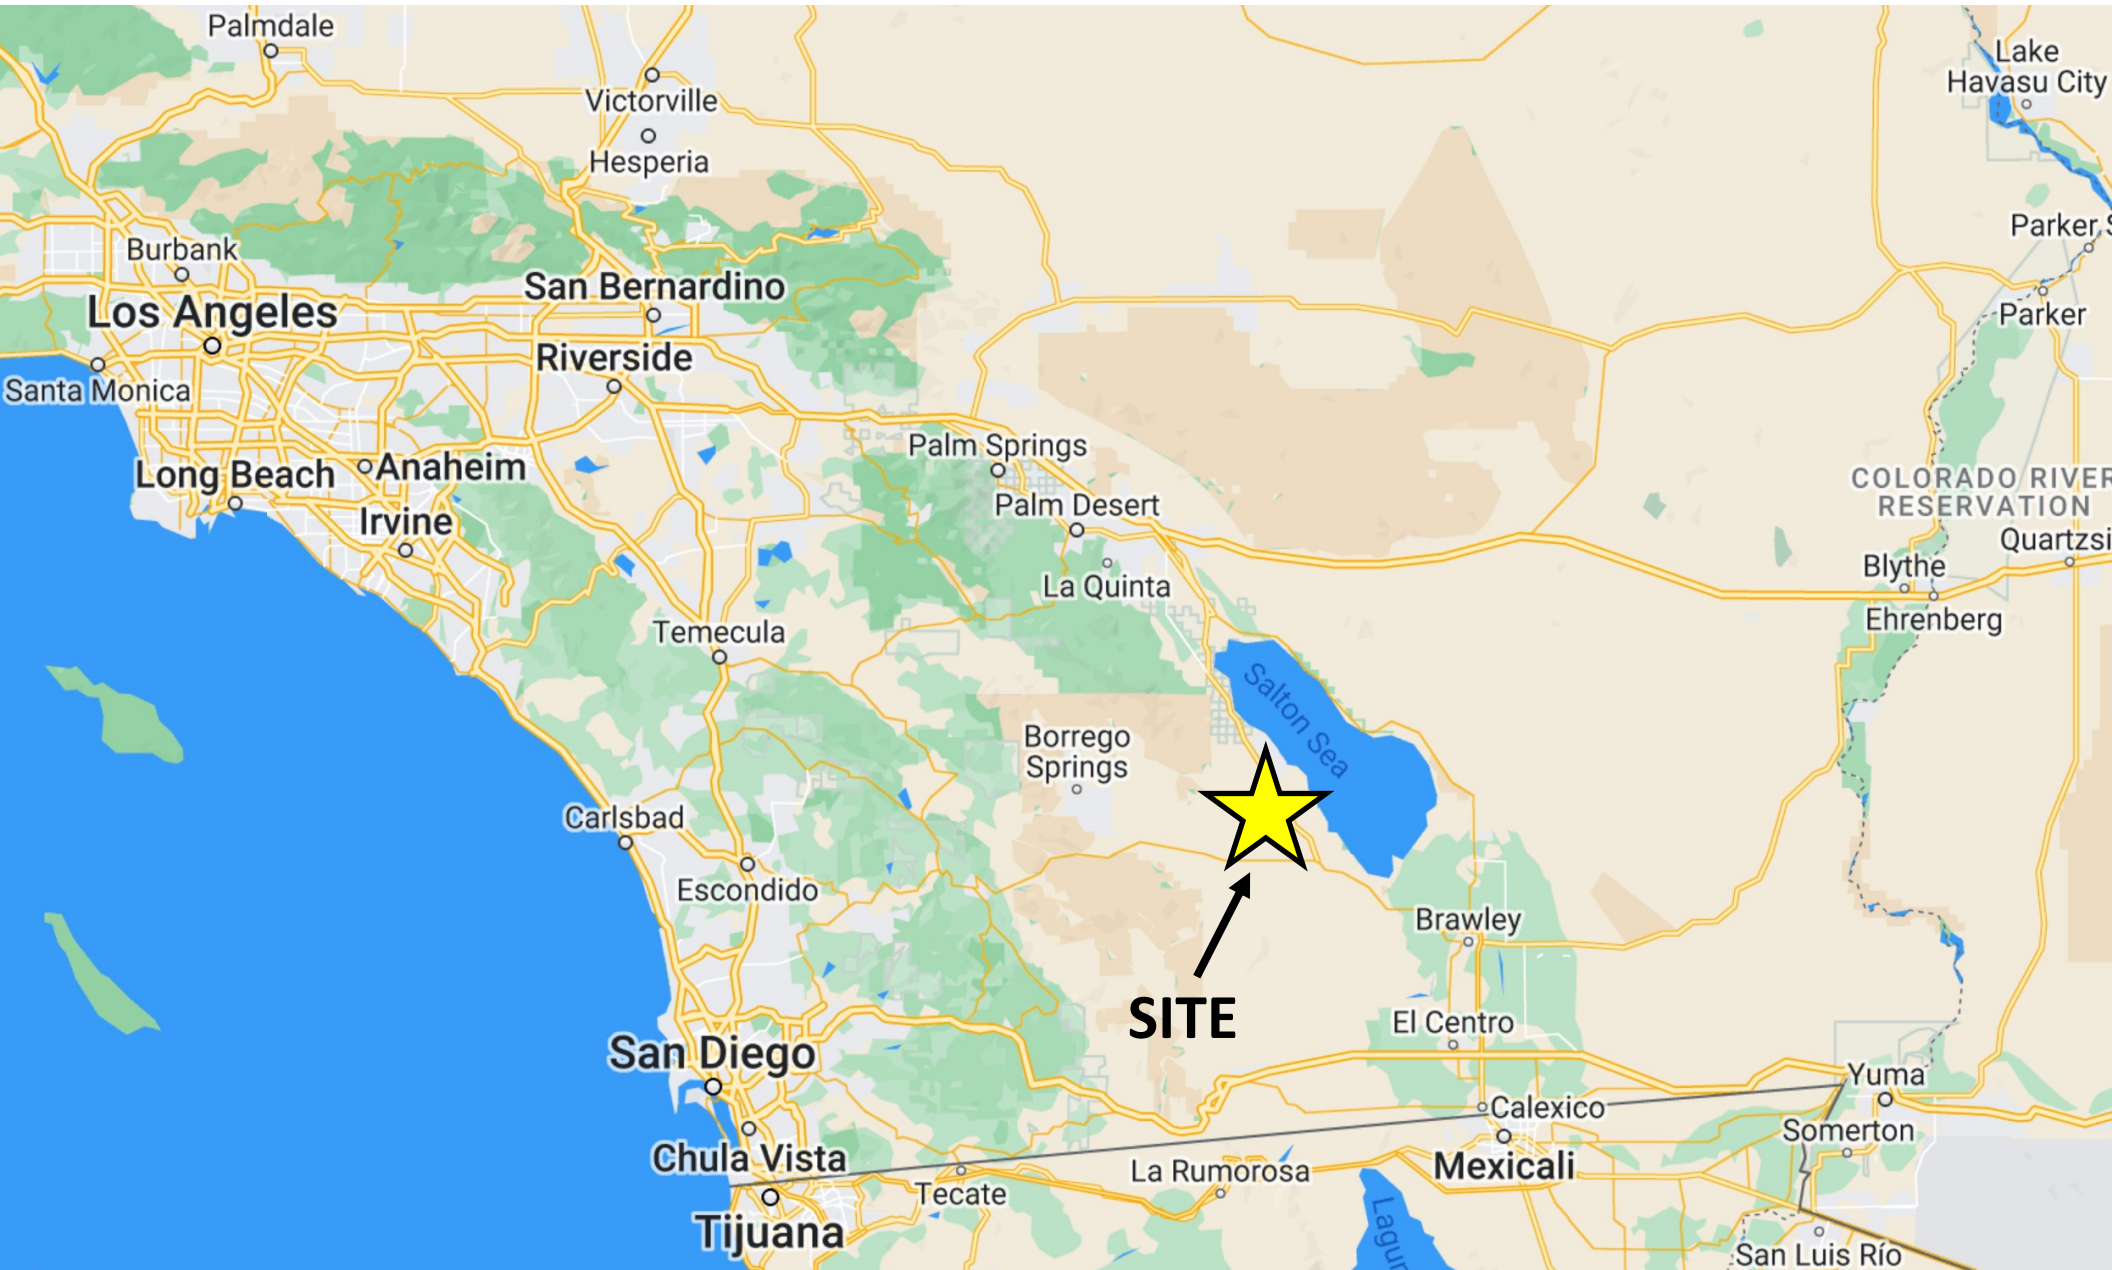 Palmdale
Lake
Havasu City
Victorville
Hesperia
Parker S
Burbank
San Bernardino
Los Angeles
Parker
Riverside
Santa Monica
Palm Springs
Long Beach
Anaheim
COLORADO RIVER
RESERVATION
Palm Desert
Irvine
Quartzsi
Blythe
La Quinta
Ehrenberg
Temecula
Salton Sea
Borrego
Springs
Carlsbad
Escondido
Brawley
SITE
El Centro
San Diego
Yuma
Calexico
Somerton
Chula Vista
La Rumorosa
Mexicali
Tecate
Tijuana
Lagun
San Luis Río